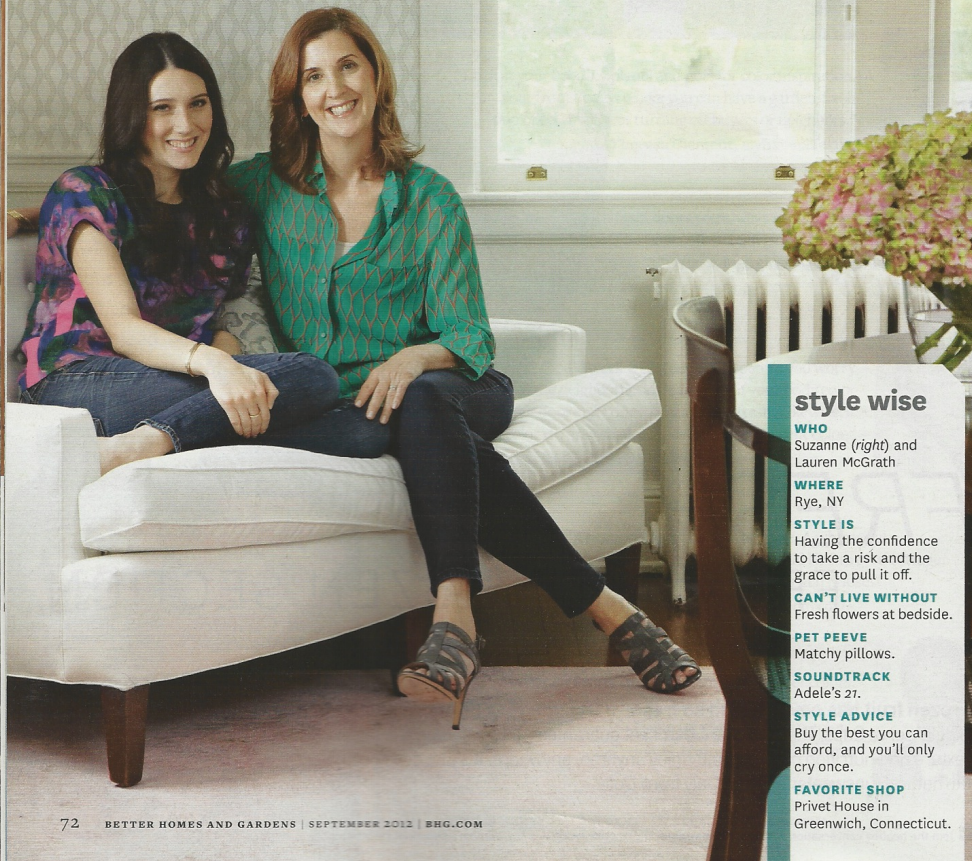 style wise
WHO
Suzanne (right) and
Lauren McGrath
WHERE
Rye, NY
STYLE IS
Having the confidence
to take a risk and the
grace to pull it off.
CAN'T LIVE WITHOUT
Fresh flowers at bedside.
PET PEEVE
Matchy pillows.
SOUNDTRACK
Adele's 21.
STYLE ADVICE
Buy the best you can
afford, and you'll only
cry once.
FAVORITE SHOP
Privet House in
Greenwich, Connecticut.
72 BETTER HOMES AND GARDENS | SEPTEMBER 2012 | BHG.COM